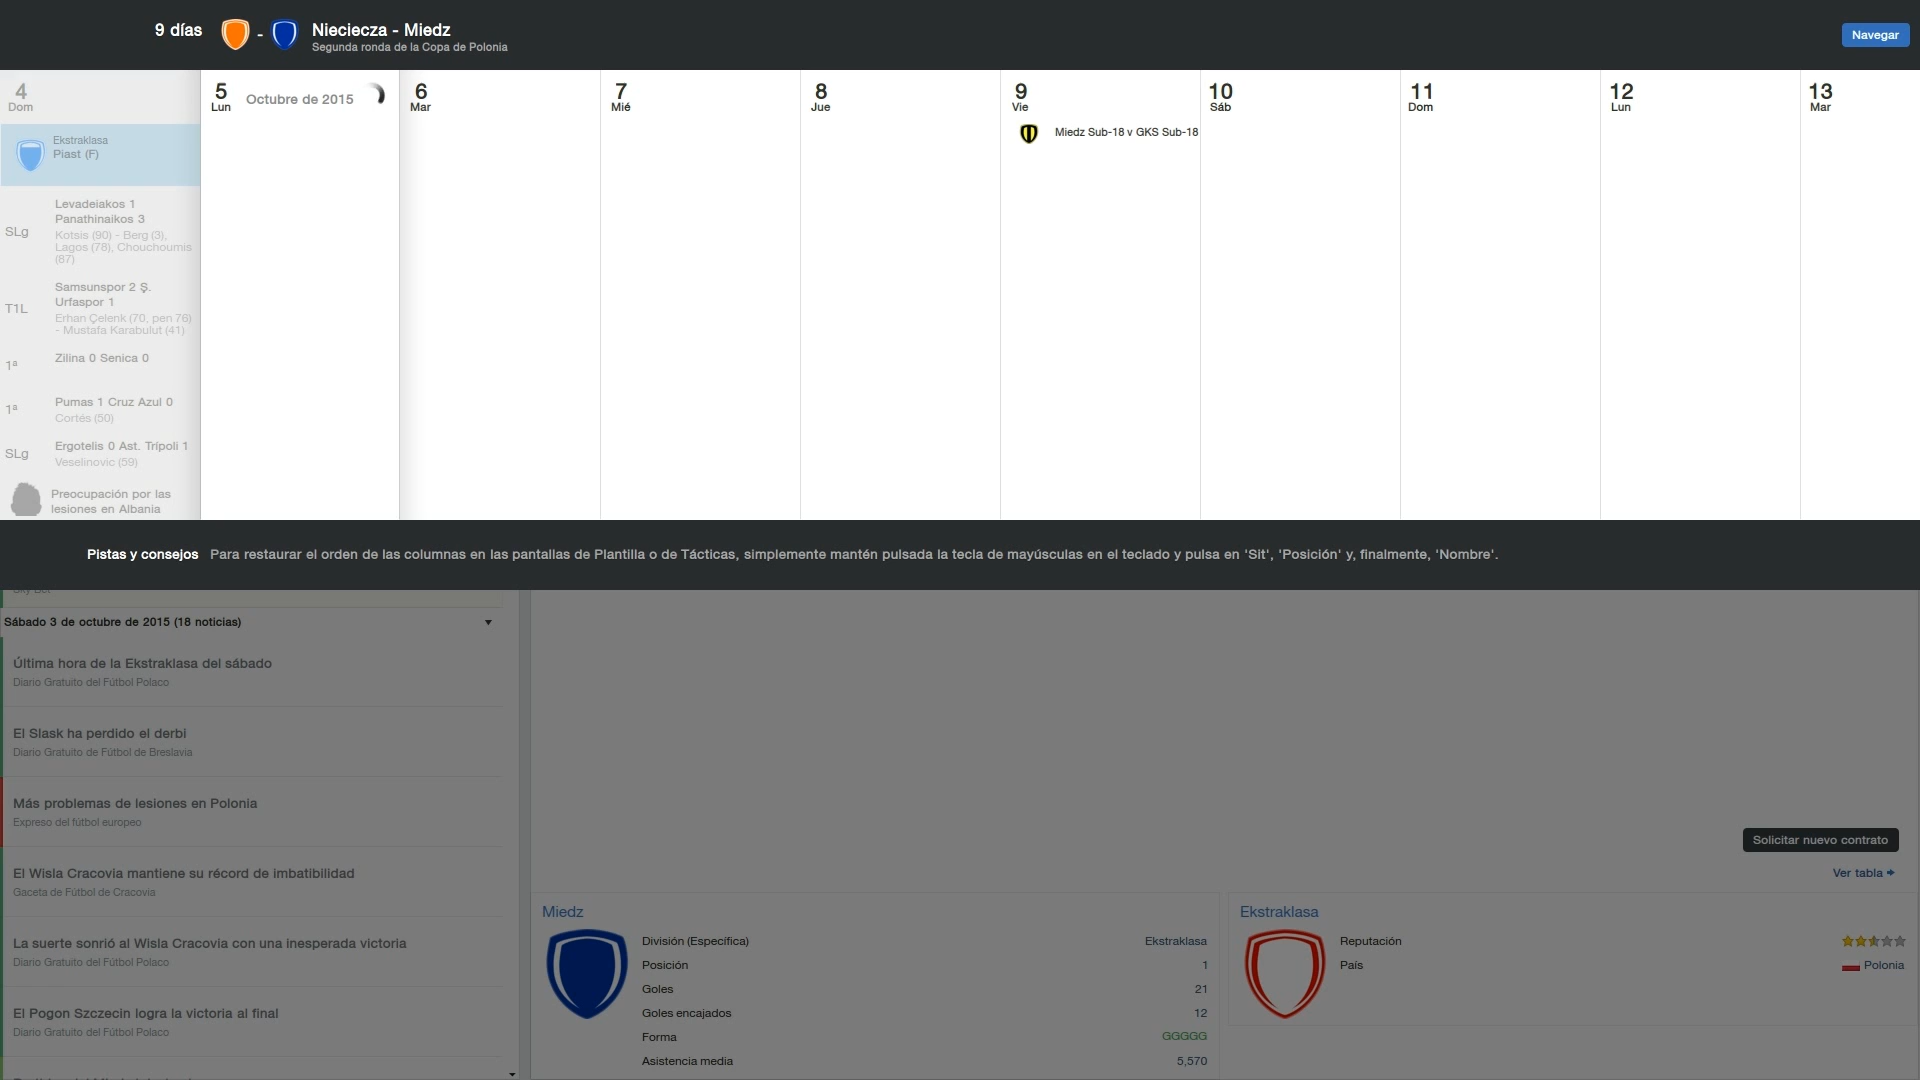 9 días
-
Nieciecza - Miedz
Segunda ronda de la Copa de Polonia
Navegar
4
Dom
5
Lun
Octubre de 2015
6
Mar
7
Mié
8
Jue
9
Vie
10
Sáb
11
Dom
12
Lun
13
Mar
Ekstraklasa
Piast (F)
Miedz Sub-18 v GKS Sub-18
SLg
Levadeiakos 1
Panathinaikos 3
Kotsis (90) - Berg (3),
Lagos (78), Chouchoumis
(87)
T1L
Samsunspor 2 Ş.
Urfaspor 1
Erhan Çelenk (70, pen 76)
- Mustafa Karabulut (41)
1ª
Zilina 0 Senica 0
1ª
Pumas 1 Cruz Azul 0
Cortés (50)
SLg
Ergotelis 0 Ast. Trípoli 1
Veselinovic (59)
Preocupación por las
lesiones en Albania
Pistas y consejos
Para restaurar el orden de las columnas en las pantallas de Plantilla o de Tácticas, simplemente mantén pulsada la tecla de mayúsculas en el teclado y pulsa en 'Sit', 'Posición' y, finalmente, 'Nombre'.
Sábado 3 de octubre de 2015 (18 noticias)
Última hora de la Ekstraklasa del sábado
Diario Gratuito del Fútbol Polaco
El Slask ha perdido el derbi
Diario Gratuito de Fútbol de Breslavia
Más problemas de lesiones en Polonia
Expreso del fútbol europeo
El Wisla Cracovia mantiene su récord de imbatibilidad
Gaceta de Fútbol de Cracovia
La suerte sonrió al Wisla Cracovia con una inesperada victoria
Diario Gratuito del Fútbol Polaco
El Pogon Szczecin logra la victoria al final
Diario Gratuito del Fútbol Polaco
Solicitar nuevo contrato
Ver tabla
Miedz
División (Específica) Ekstraklasa
Posición 1
Goles 21
Goles encajados 12
Forma GGGGG
Asistencia media 5,570
Ekstraklasa
Reputación
País Polonia